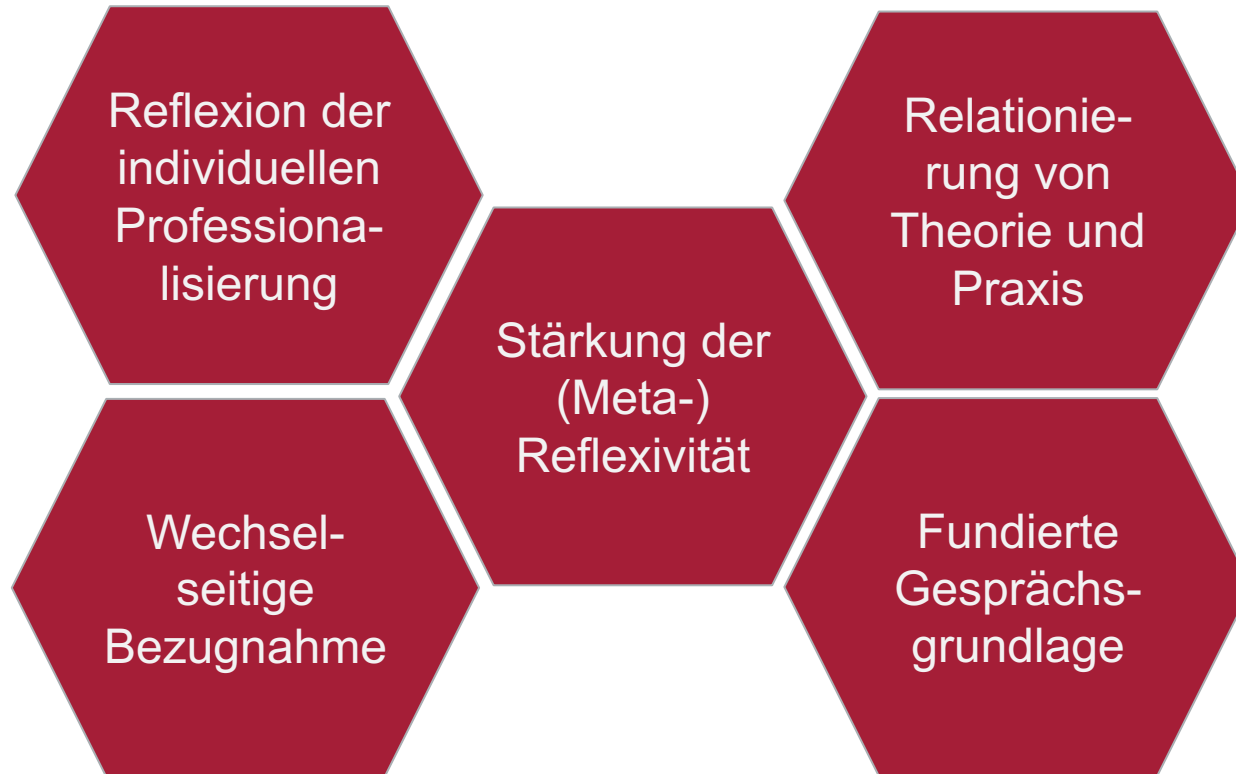 Reflexion der
individuellen
Professiona-
lisierung
Relationie-
rung von
Theorie und
Praxis
Stärkung der
(Meta-)
Reflexivität
Wechsel-
seitige
Bezugnahme
Fundierte
Gesprächs-
grundlage